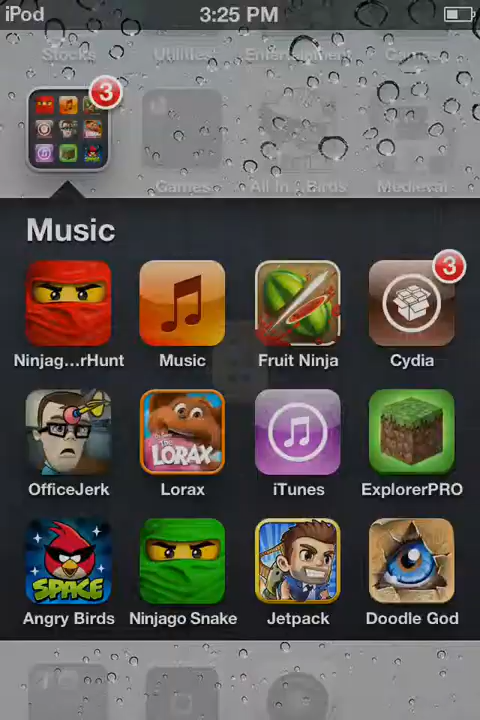 iPod 3:25 PM
Stocks Utilities Entertainment Games
3
Games All In 1 Birds Medieval
Music
3
Ninjag...rHunt Music Fruit Ninja Cydia
THE LORAX
OfficeJerk Lorax iTunes ExplorerPRO
SPACE
Angry Birds Ninjago Snake Jetpack Doodle God